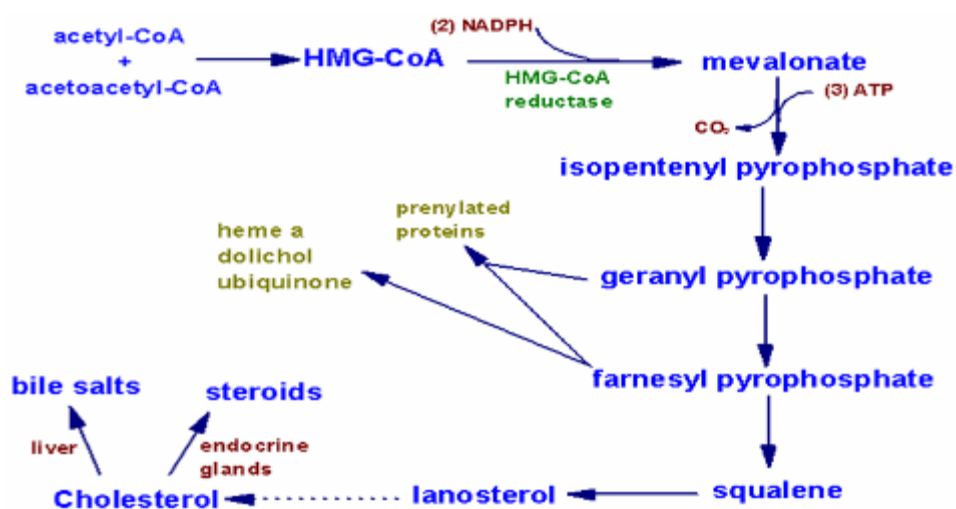 acetyl-CoA
+
acetoacetyl-CoA
HMG-CoA
(2) NADPH
HMG-CoA
reductase
mevalonate
(3) ATP
CO₂
isopentenyl pyrophosphate
prenylated
proteins
heme a
dolichol
ubiquinone
geranyl pyrophosphate
farnesyl pyrophosphate
bile salts
steroids
liver
endocrine
glands
Cholesterol
lanosterol
squalene